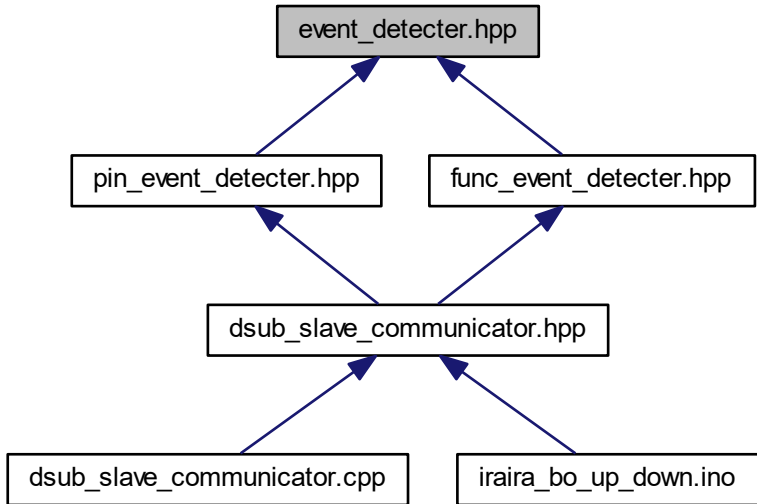 event_detecter.hpp
pin_event_detecter.hpp
func_event_detecter.hpp
dsub_slave_communicator.hpp
dsub_slave_communicator.cpp
iraira_bo_up_down.ino